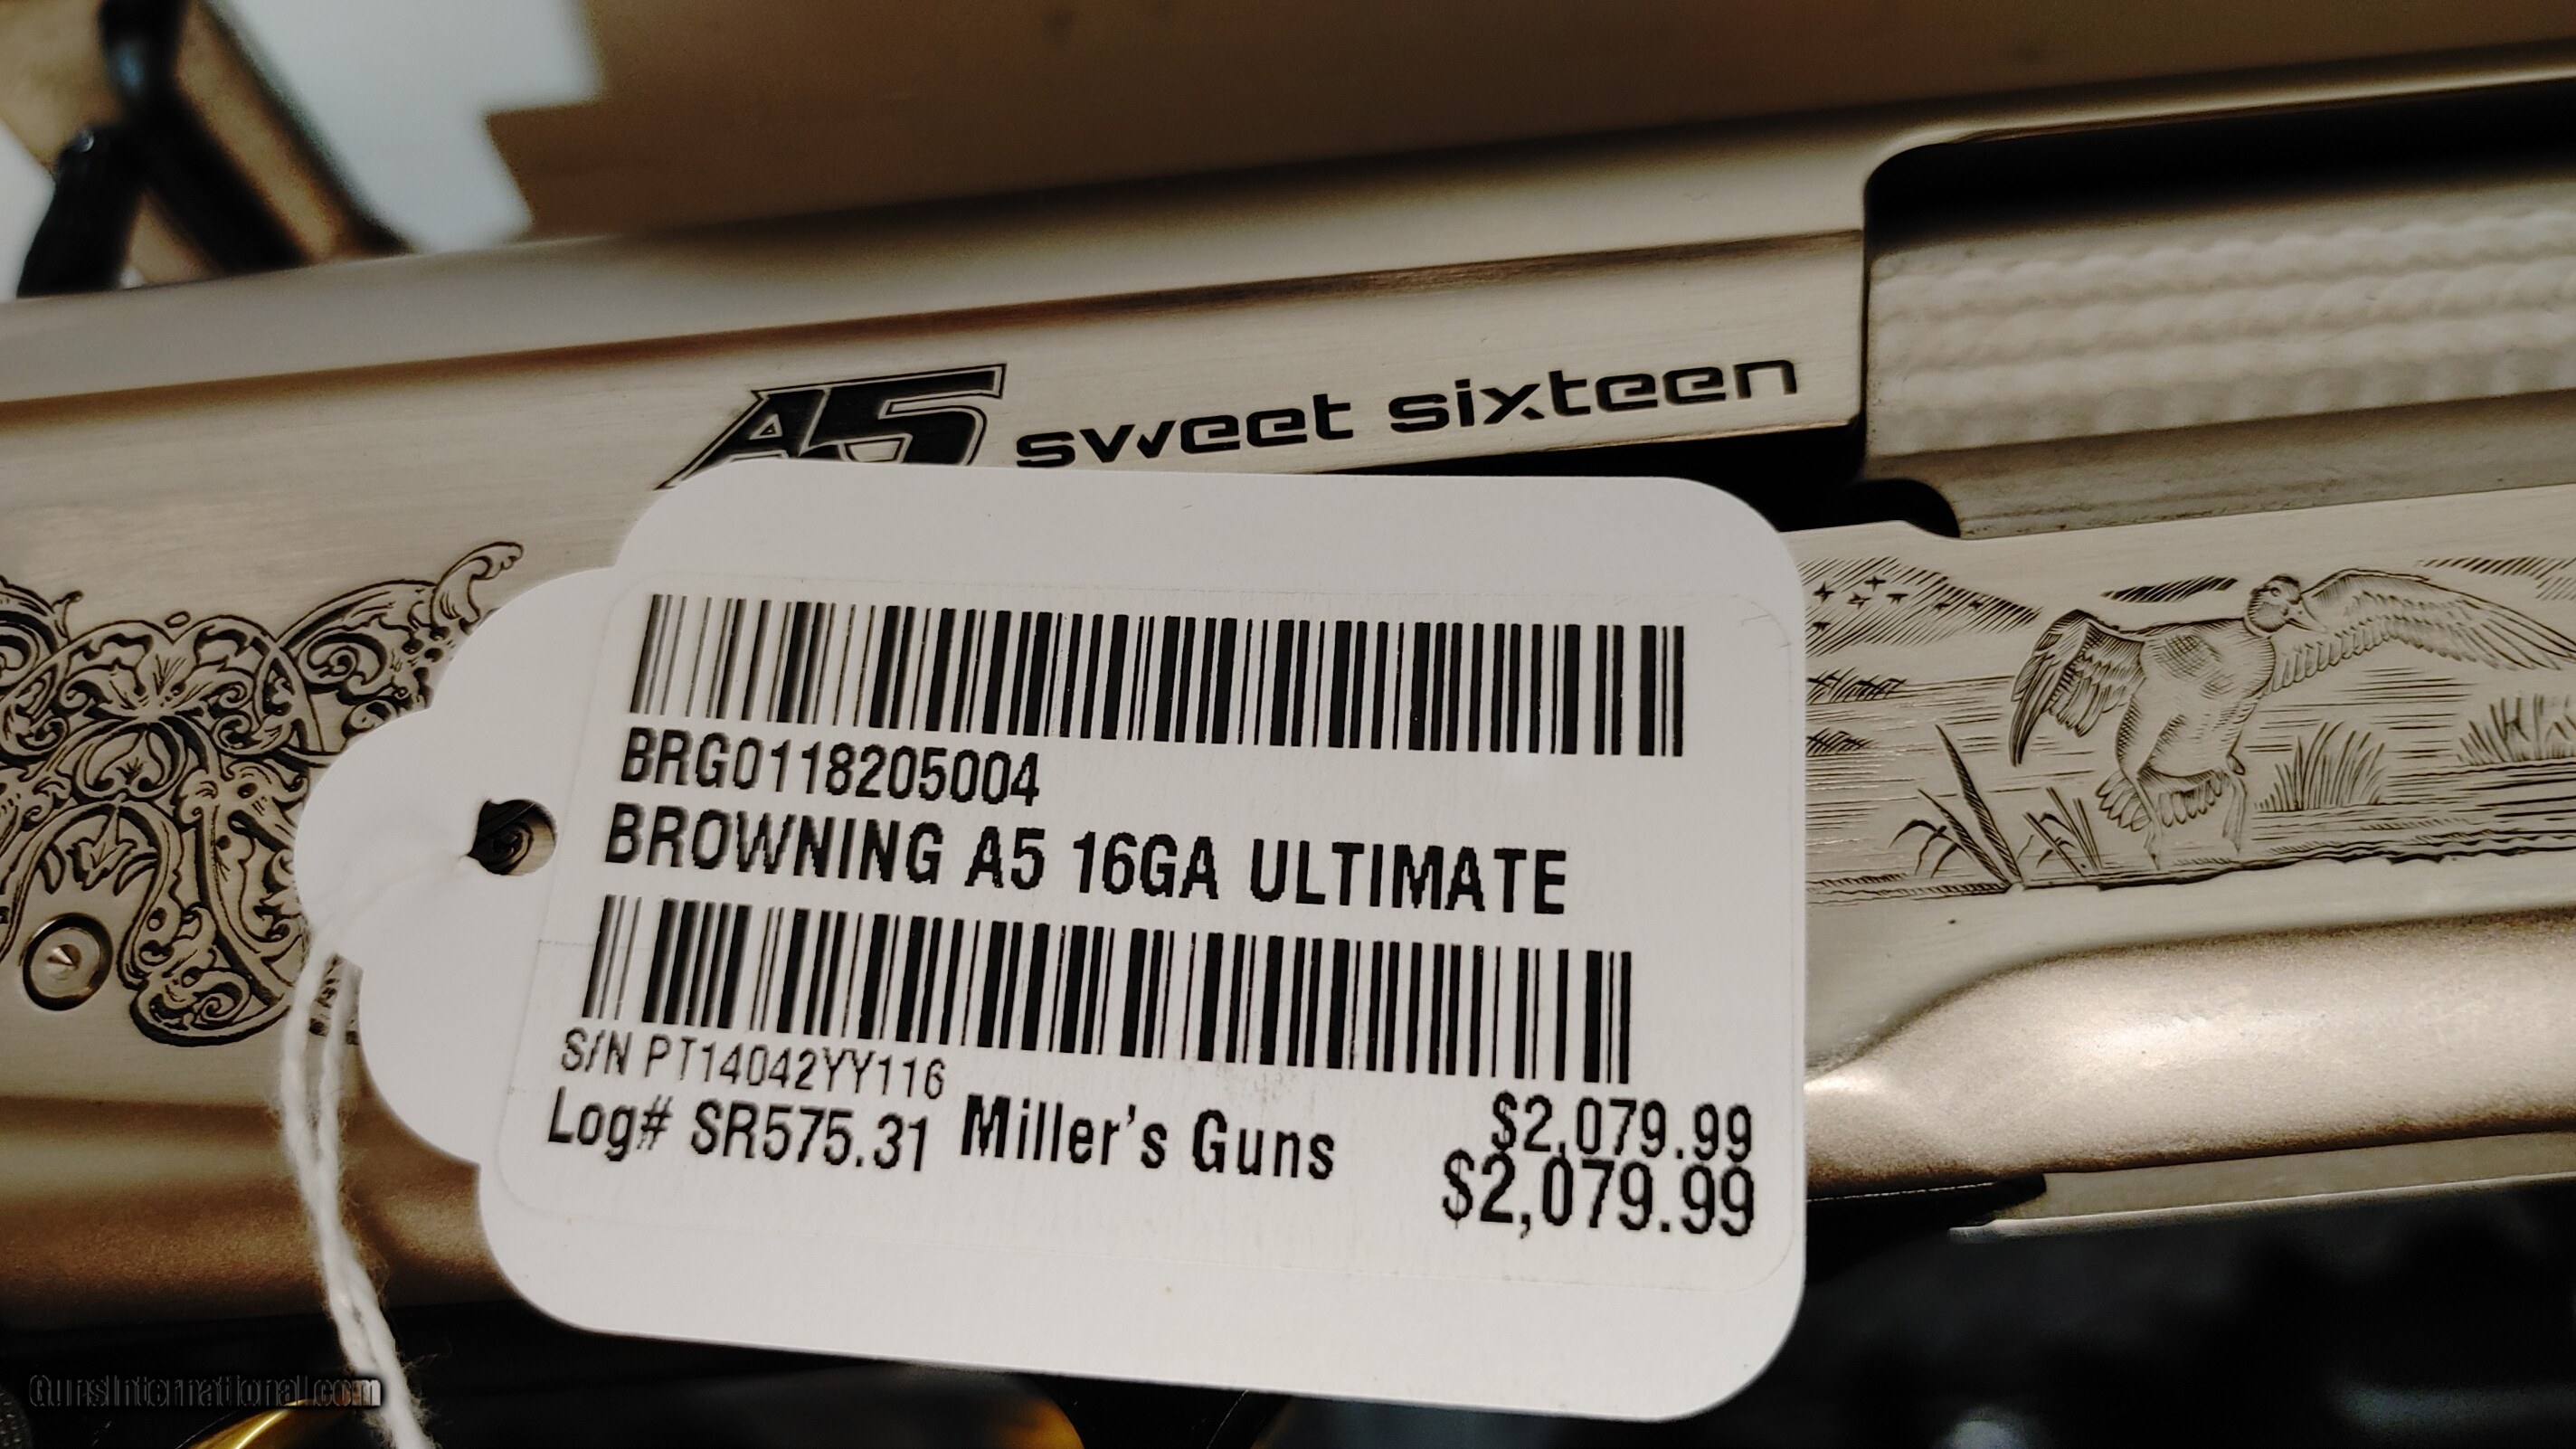 A5 sweet sixteen
BRG0118205004
BROWNING A5 16GA ULTIMATE
S/N PT14042YY116
Log# SR575.31 Miller's Guns
$2,079.99
$2,079.99
GunsInternational.com